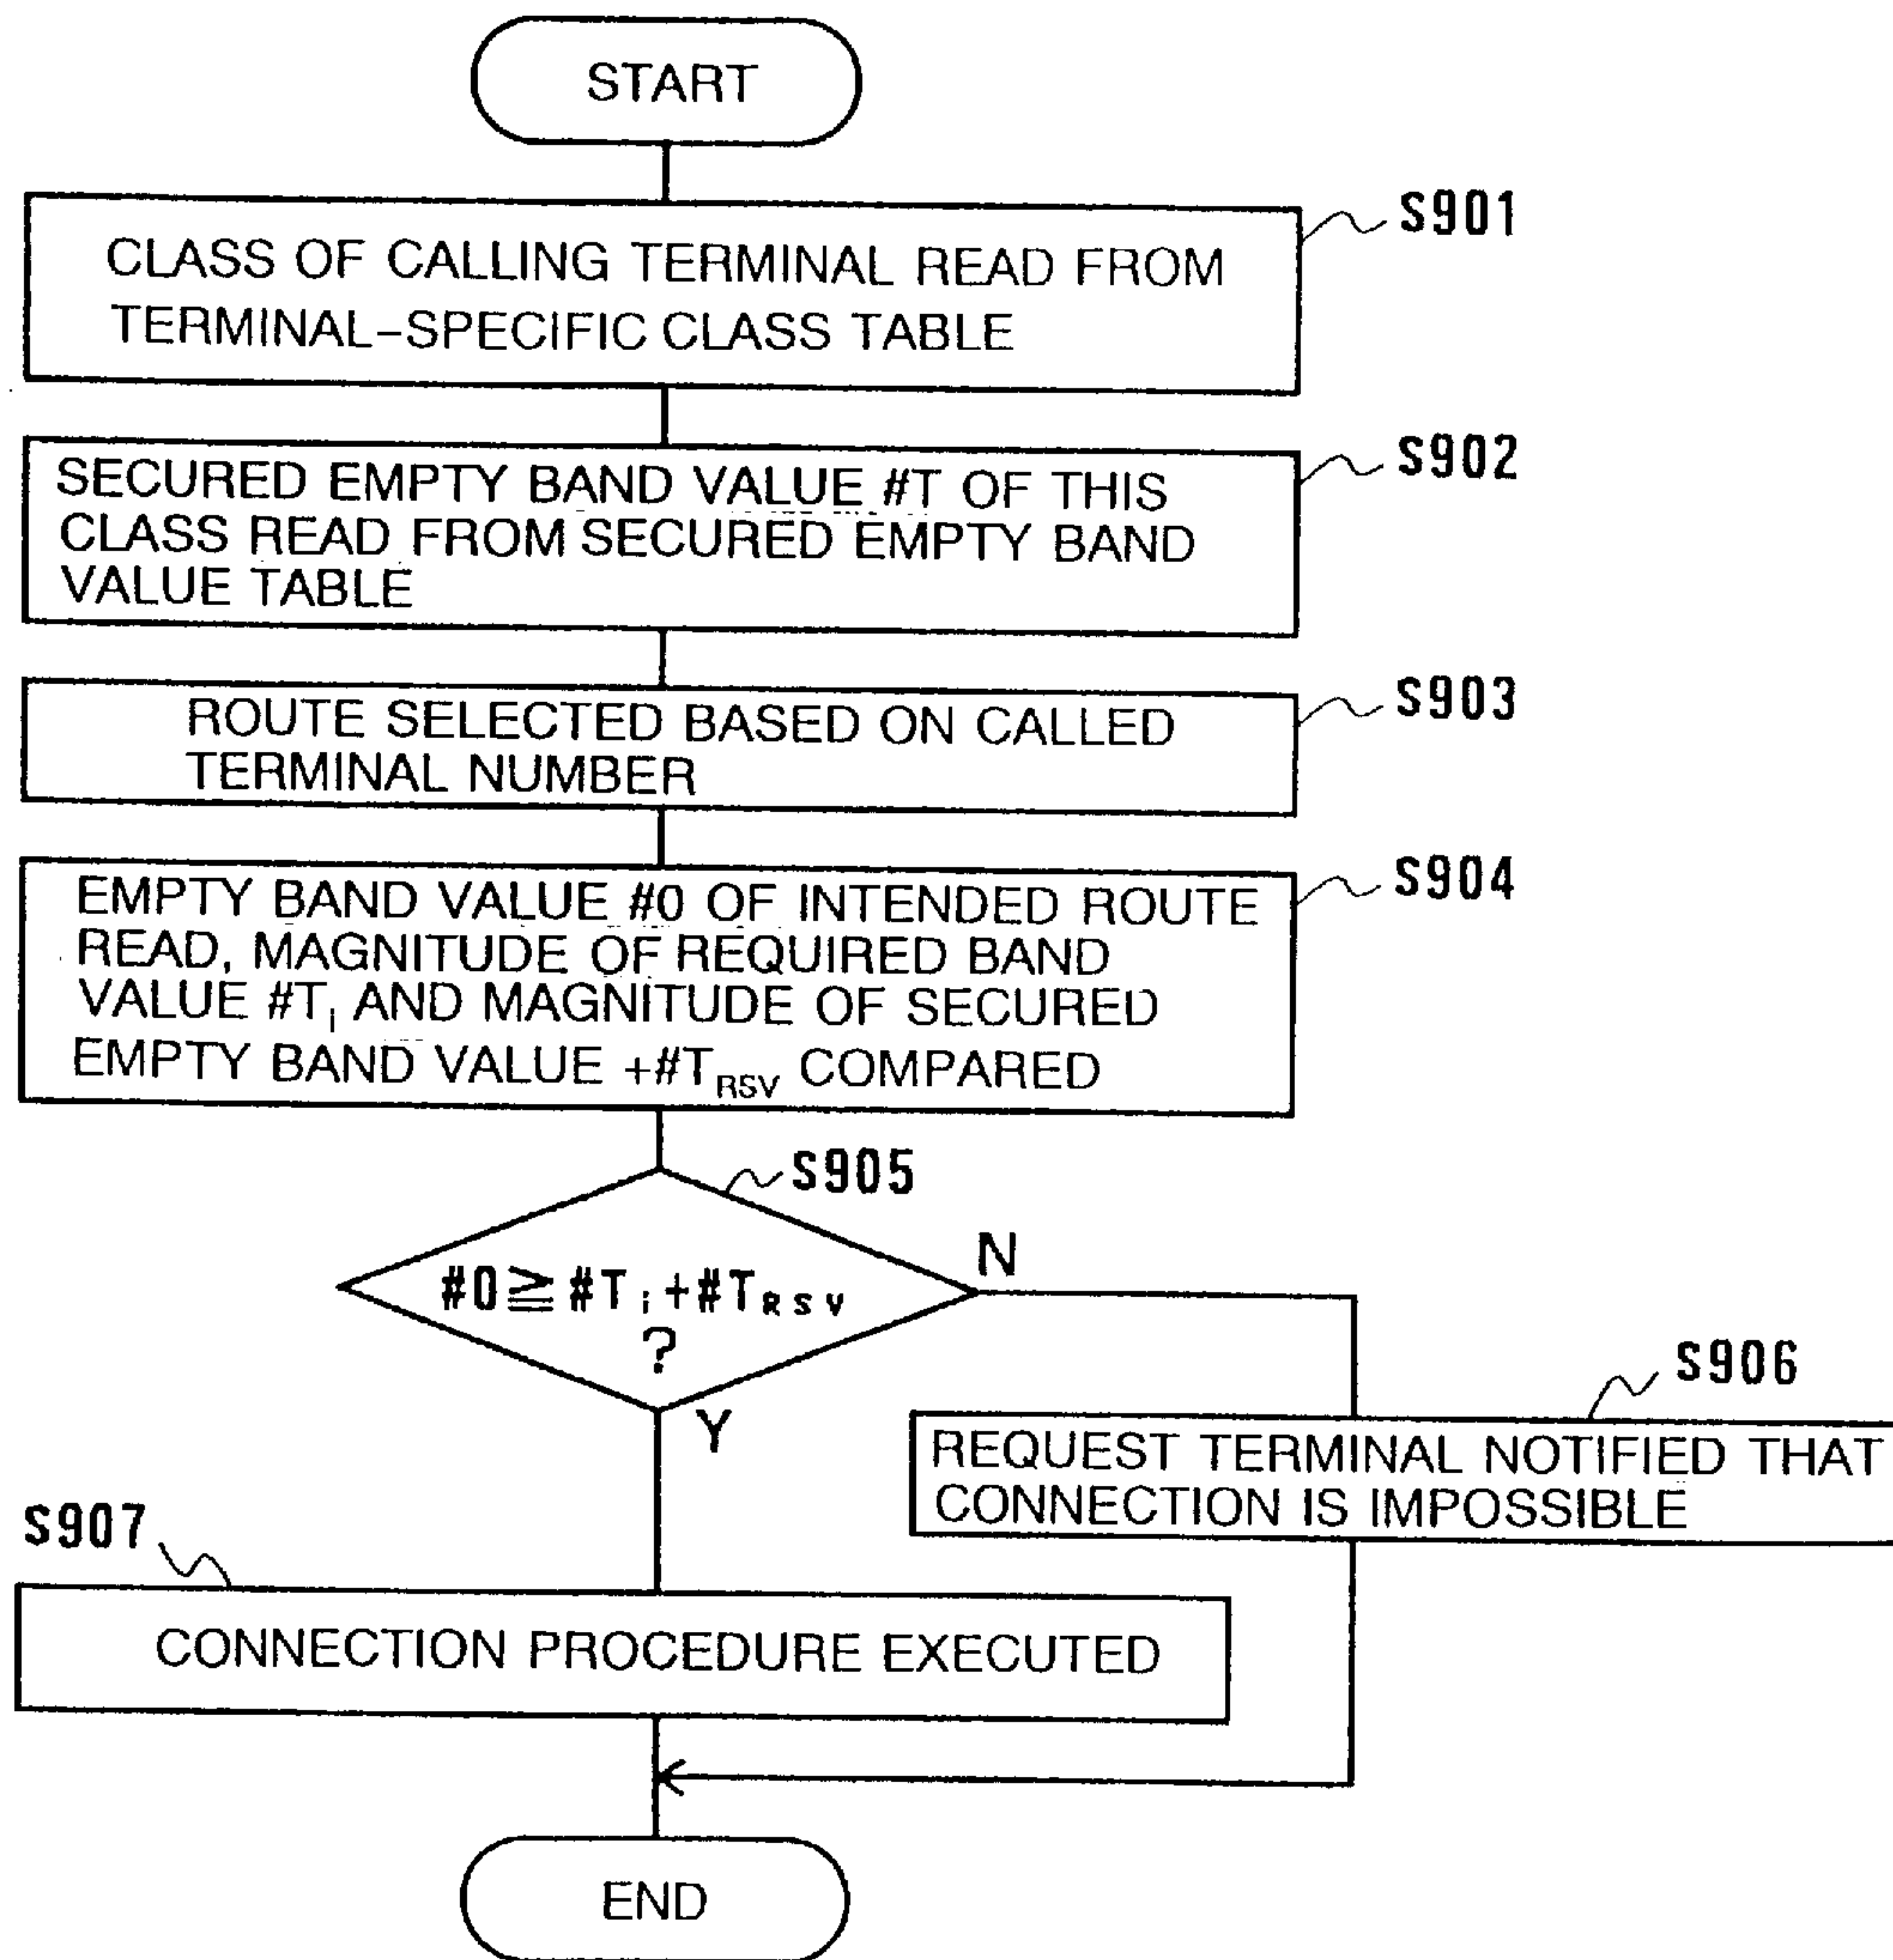 START
S901
CLASS OF CALLING TERMINAL READ FROM
TERMINAL-SPECIFIC CLASS TABLE
S902
SECURED EMPTY BAND VALUE #T OF THIS
CLASS READ FROM SECURED EMPTY BAND
VALUE TABLE
S903
ROUTE SELECTED BASED ON CALLED
TERMINAL NUMBER
S904
EMPTY BAND VALUE #0 OF INTENDED ROUTE
READ, MAGNITUDE OF REQUIRED BAND
VALUE #Ti AND MAGNITUDE OF SECURED
EMPTY BAND VALUE +#TRSV COMPARED
S905
#0≧#Ti+#TRSV
?
N
Y
S906
REQUEST TERMINAL NOTIFIED THAT
CONNECTION IS IMPOSSIBLE
S907
CONNECTION PROCEDURE EXECUTED
END